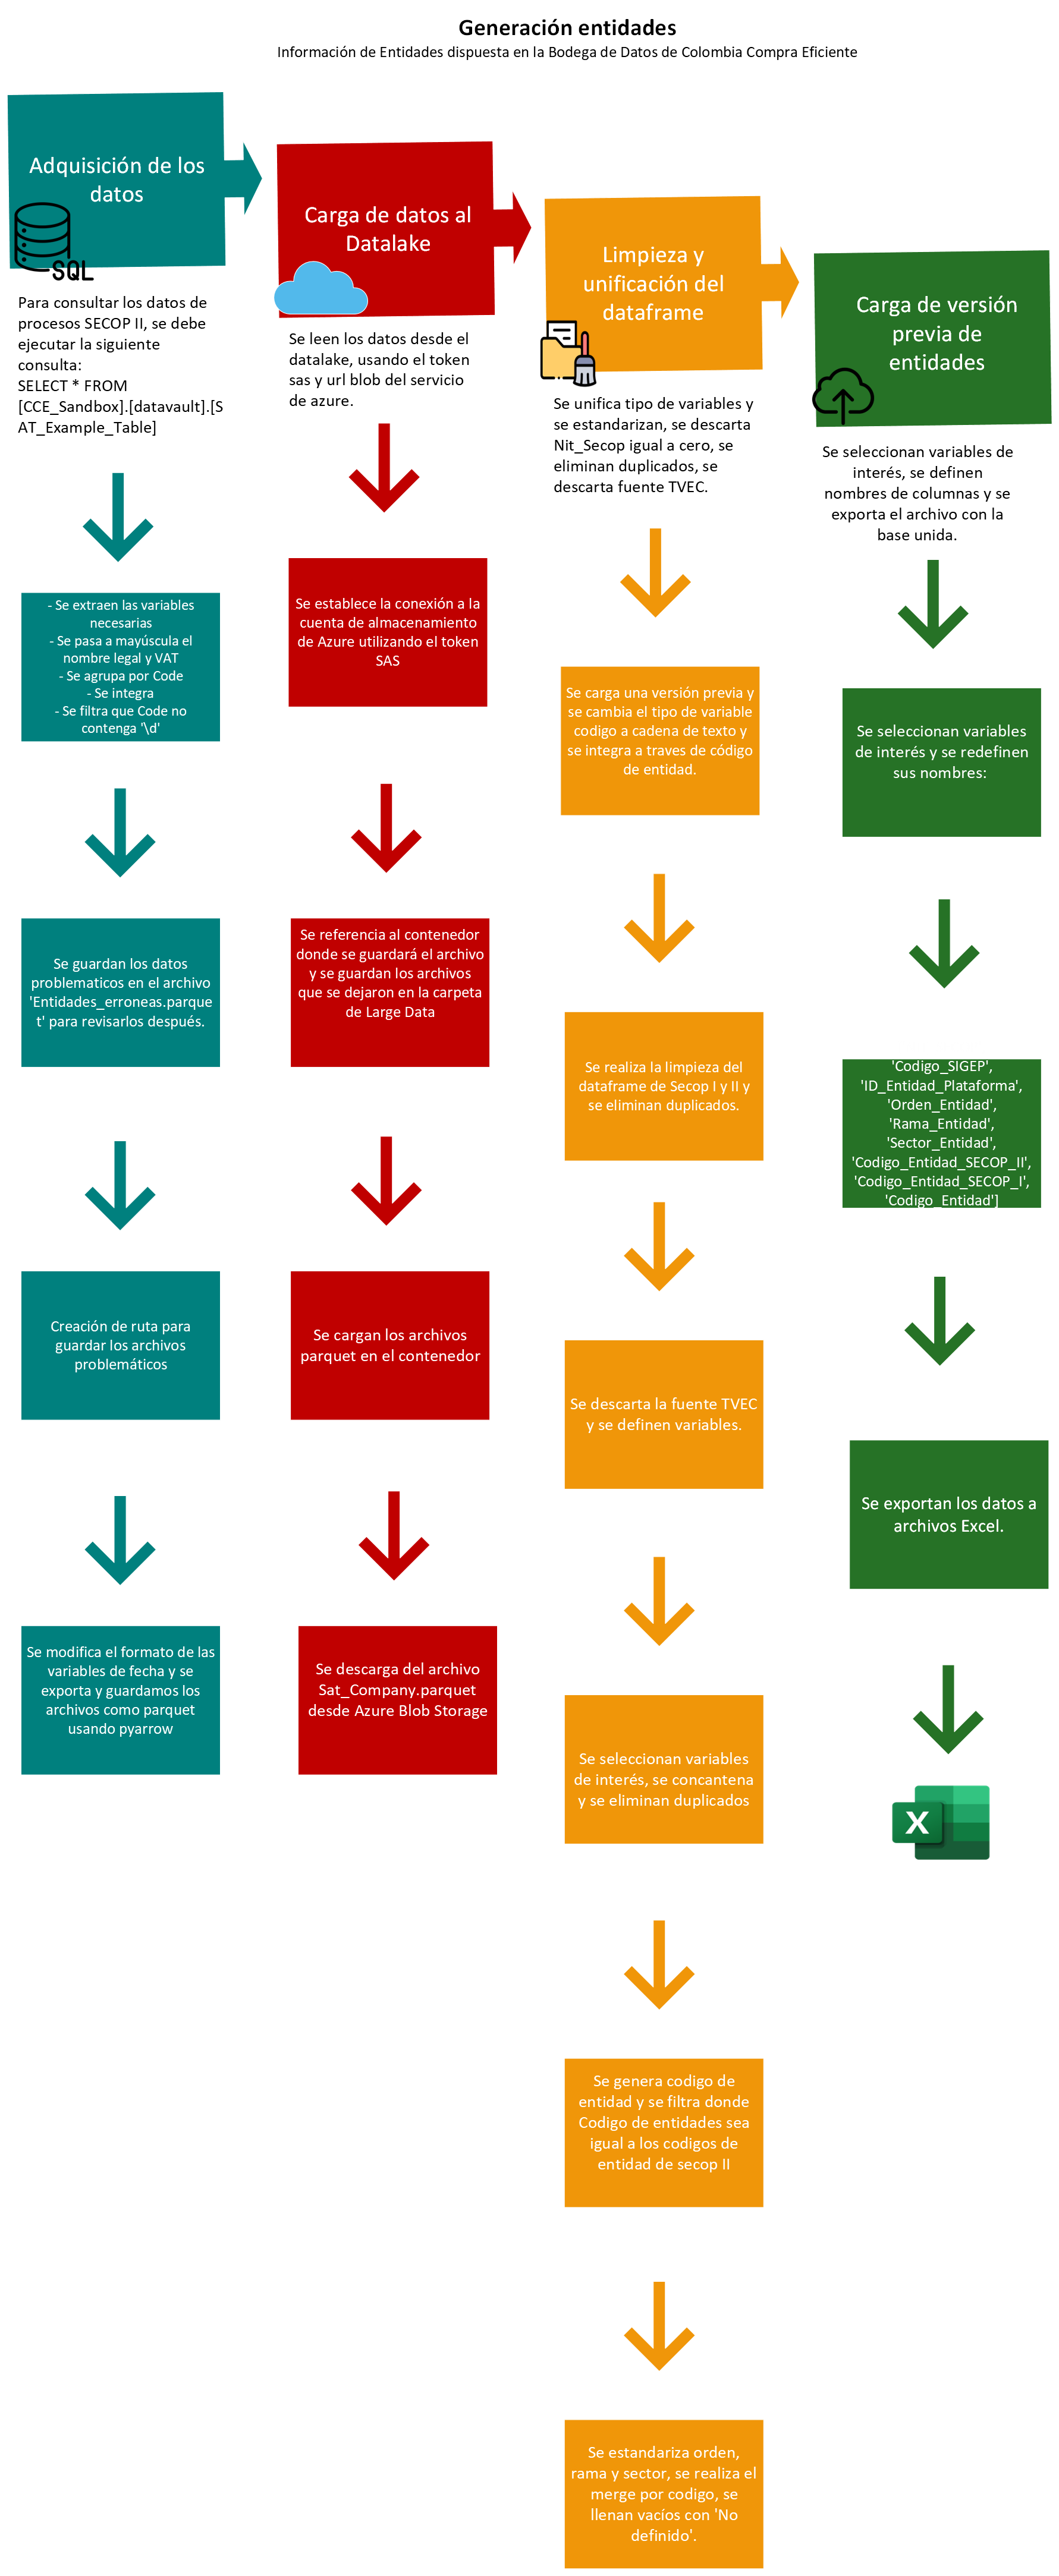 Generación entidades
Información de Entidades dispuesta en la Bodega de Datos de Colombia Compra Eficiente
Adquisición de los
datos
SQL
Para consultar los datos de
procesos SECOP II, se debe
ejecutar la siguiente
consulta:
SELECT * FROM
[CCE_Sandbox].[datavault].[S
AT_Example_Table]
- Se extraen las variables
necesarias
- Se pasa a mayúscula el
nombre legal y VAT
- Se agrupa por Code
- Se integra
- Se filtra que Code no
contenga '\d'
Se guardan los datos
problematicos en el archivo
'Entidades_erroneas.parque
t' para revisarlos después.
Creación de ruta para
guardar los archivos
problemáticos
Se modifica el formato de las
variables de fecha y se
exporta y guardamos los
archivos como parquet
usando pyarrow
Carga de datos al
Datalake
Se leen los datos desde el
datalake, usando el token
sas y url blob del servicio
de azure.
Se establece la conexión a la
cuenta de almacenamiento
de Azure utilizando el token
SAS
Se referencia al contenedor
donde se guardará el archivo
y se guardan los archivos
que se dejaron en la carpeta
de Large Data
Se cargan los archivos
parquet en el contenedor
Se descarga del archivo
Sat_Company.parquet
desde Azure Blob Storage
Limpieza y
unificación del
dataframe
Se unifica tipo de variables y
se estandarizan, se descarta
Nit_Secop igual a cero, se
eliminan duplicados, se
descarta fuente TVEC.
Se carga una versión previa y
se cambia el tipo de variable
codigo a cadena de texto y
se integra a traves de código
de entidad.
Se realiza la limpieza del
dataframe de Secop I y II y
se eliminan duplicados.
Se descarta la fuente TVEC
y se definen variables.
Se seleccionan variables
de interés, se concantena
y se eliminan duplicados
Se genera codigo de
entidad y se filtra donde
Codigo de entidades sea
igual a los codigos de
entidad de secop II
Se estandariza orden,
rama y sector, se realiza el
merge por codigo, se
llenan vacíos con 'No
definido'.
Carga de versión
previa de
entidades
Se seleccionan variables de
interés, se definen
nombres de columnas y se
exporta el archivo con la
base unida.
Se seleccionan variables
de interés y se redefinen
sus nombres:
'Codigo_SIGEP',
'ID_Entidad_Plataforma',
'Orden_Entidad',
'Rama_Entidad',
'Sector_Entidad',
'Codigo_Entidad_SECOP_II',
'Codigo_Entidad_SECOP_I',
'Codigo_Entidad']
Se exportan los datos a
archivos Excel.
X